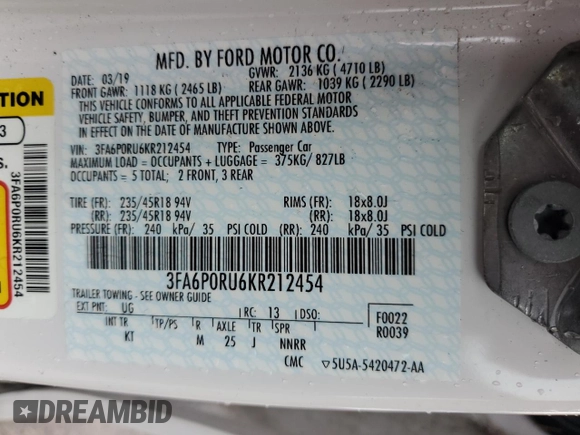 MFD. BY FORD MOTOR CO.
03/19
GVWR: 2136 KG ( 4710 LB)
FRONT GAWR: 1118 KG ( 2465 LB)
REAR GAWR: 1039 KG ( 2290 LB)
THIS VEHICLE CONFORMS TO ALL APPLICABLE FEDERAL MOTOR
VEHICLE SAFETY, BUMPER, AND THEFT PREVENTION STANDARDS
IN EFFECT ON THE DATE OF MANUFACTURE SHOWN ABOVE.
VIN: 3FA6P0RU6KR212454 TYPE: Passenger Car
MAXIMUM LOAD = OCCUPANTS + LUGGAGE = 375KG/ 827LB
OCCUPANTS = 5 TOTAL; 2 FRONT, 3 REAR
TIRE (FR): 235/45R18 94V RIMS (FR): 18x8.0J
(RR): 235/45R18 94V (RR): 18x8.0J
PRESSURE (FR): 240 kPa/ 35 PSI COLD (RR): 240 kPa/ 35 PSI COLD
3FA6P0RU6KR212454
TRAILER TOWING - SEE OWNER GUIDE
EXT PNT: UG RC: 13 DSO:
F0022
R0039
INT TR TP/PS R AXLE TR SPR
KT M 25 J NNRR
CMC 5U5A-5420472-AA
TION
3
S.
3FA6P0RU6KR212454
DREAMBID